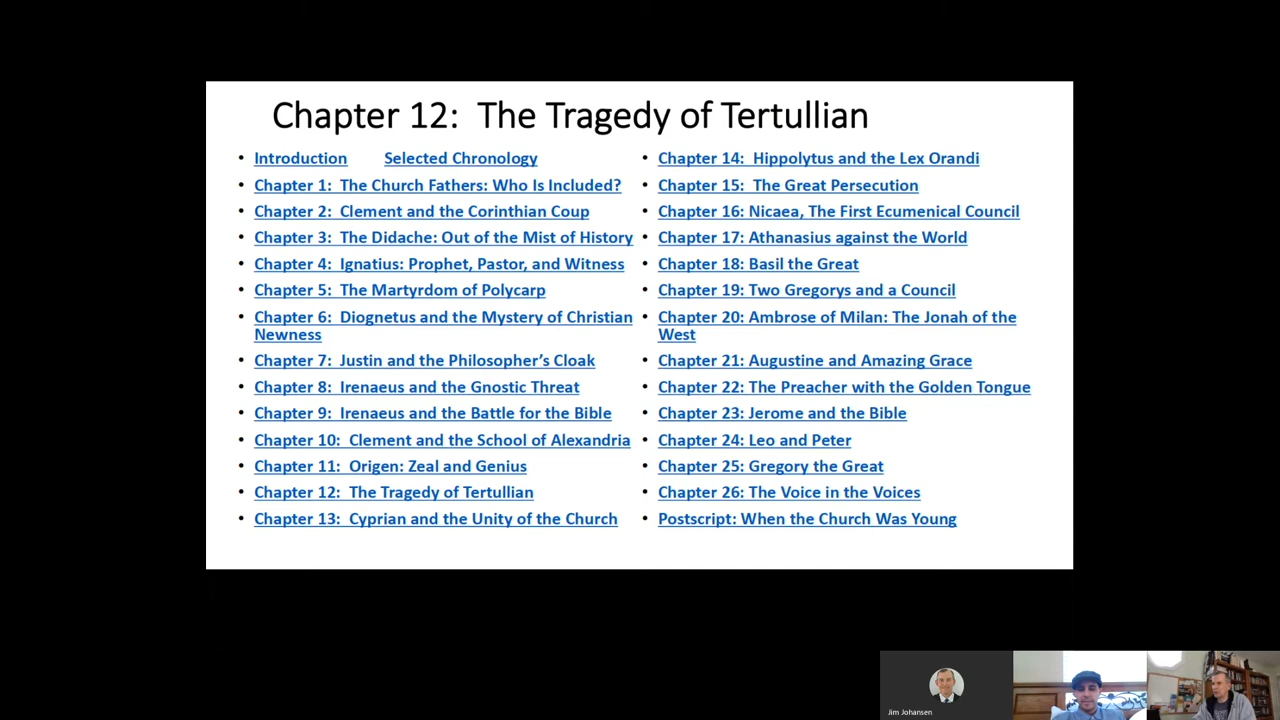 Chapter 12: The Tragedy of Tertullian
• Introduction Selected Chronology
• Chapter 1: The Church Fathers: Who Is Included?
• Chapter 2: Clement and the Corinthian Coup
• Chapter 3: The Didache: Out of the Mist of History
• Chapter 4: Ignatius: Prophet, Pastor, and Witness
• Chapter 5: The Martyrdom of Polycarp
• Chapter 6: Diognetus and the Mystery of Christian
Newness
• Chapter 7: Justin and the Philosopher’s Cloak
• Chapter 8: Irenaeus and the Gnostic Threat
• Chapter 9: Irenaeus and the Battle for the Bible
• Chapter 10: Clement and the School of Alexandria
• Chapter 11: Origen: Zeal and Genius
• Chapter 12: The Tragedy of Tertullian
• Chapter 13: Cyprian and the Unity of the Church
• Chapter 14: Hippolytus and the Lex Orandi
• Chapter 15: The Great Persecution
• Chapter 16: Nicaea, The First Ecumenical Council
• Chapter 17: Athanasius against the World
• Chapter 18: Basil the Great
• Chapter 19: Two Gregorys and a Council
• Chapter 20: Ambrose of Milan: The Jonah of the
West
• Chapter 21: Augustine and Amazing Grace
• Chapter 22: The Preacher with the Golden Tongue
• Chapter 23: Jerome and the Bible
• Chapter 24: Leo and Peter
• Chapter 25: Gregory the Great
• Chapter 26: The Voice in the Voices
• Postscript: When the Church Was Young
Jim Johansen